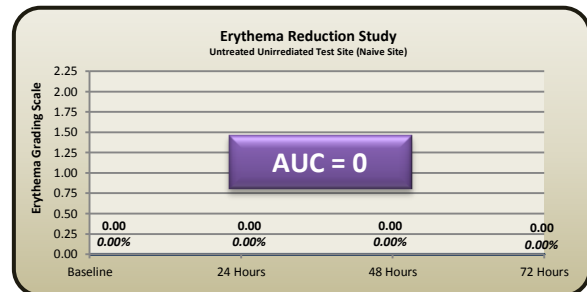 Erythema Reduction Study
Untreated Unirrediated Test Site (Naive Site)
Erythema Grading Scale
2.25
2.00
1.75
1.50
1.25
1.00
0.75
0.50
0.25
0.00
AUC = 0
0.00 0.00 0.00 0.00
0.00% 0.00% 0.00% 0.00%
Baseline 24 Hours 48 Hours 72 Hours